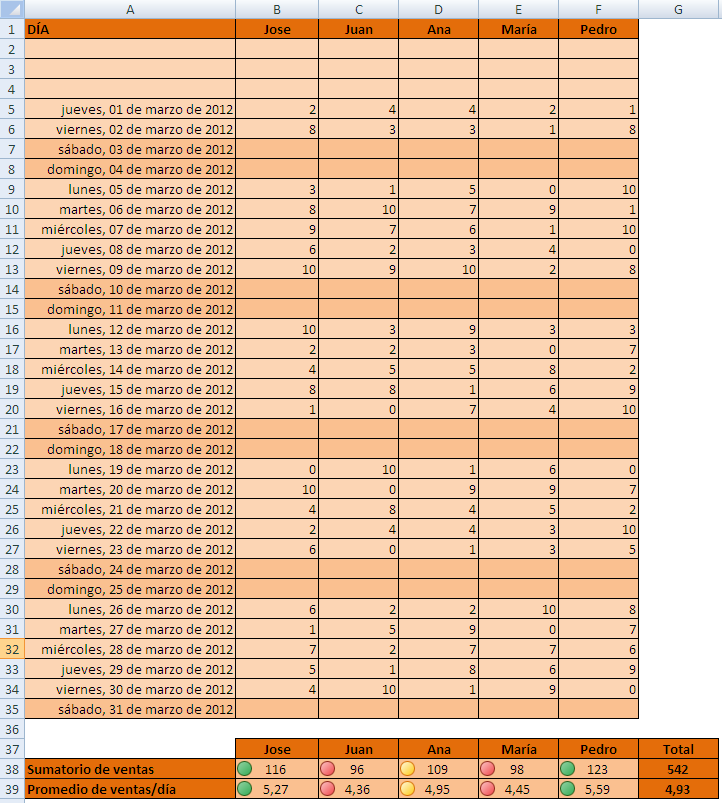 A B C D E F G
1 DÍA Jose Juan Ana María Pedro
2
3
4
5 jueves, 01 de marzo de 2012 2 4 4 2 1
6 viernes, 02 de marzo de 2012 8 3 3 1 8
7 sábado, 03 de marzo de 2012
8 domingo, 04 de marzo de 2012
9 lunes, 05 de marzo de 2012 3 1 5 0 10
10 martes, 06 de marzo de 2012 8 10 7 9 1
11 miércoles, 07 de marzo de 2012 9 7 6 1 10
12 jueves, 08 de marzo de 2012 6 2 3 4 0
13 viernes, 09 de marzo de 2012 10 9 10 2 8
14 sábado, 10 de marzo de 2012
15 domingo, 11 de marzo de 2012
16 lunes, 12 de marzo de 2012 10 3 9 3 3
17 martes, 13 de marzo de 2012 2 2 3 0 7
18 miércoles, 14 de marzo de 2012 4 5 5 8 2
19 jueves, 15 de marzo de 2012 8 8 1 6 9
20 viernes, 16 de marzo de 2012 1 0 7 4 10
21 sábado, 17 de marzo de 2012
22 domingo, 18 de marzo de 2012
23 lunes, 19 de marzo de 2012 0 10 1 6 0
24 martes, 20 de marzo de 2012 10 0 9 9 7
25 miércoles, 21 de marzo de 2012 4 8 4 5 2
26 jueves, 22 de marzo de 2012 2 4 4 3 10
27 viernes, 23 de marzo de 2012 6 0 1 3 5
28 sábado, 24 de marzo de 2012
29 domingo, 25 de marzo de 2012
30 lunes, 26 de marzo de 2012 6 2 2 10 8
31 martes, 27 de marzo de 2012 1 5 9 0 7
32 miércoles, 28 de marzo de 2012 7 2 7 7 6
33 jueves, 29 de marzo de 2012 5 1 8 6 9
34 viernes, 30 de marzo de 2012 4 10 1 9 0
35 sábado, 31 de marzo de 2012
36
37 Jose Juan Ana María Pedro Total
38 Sumatorio de ventas 116 96 109 98 123 542
39 Promedio de ventas/día 5,27 4,36 4,95 4,45 5,59 4,93